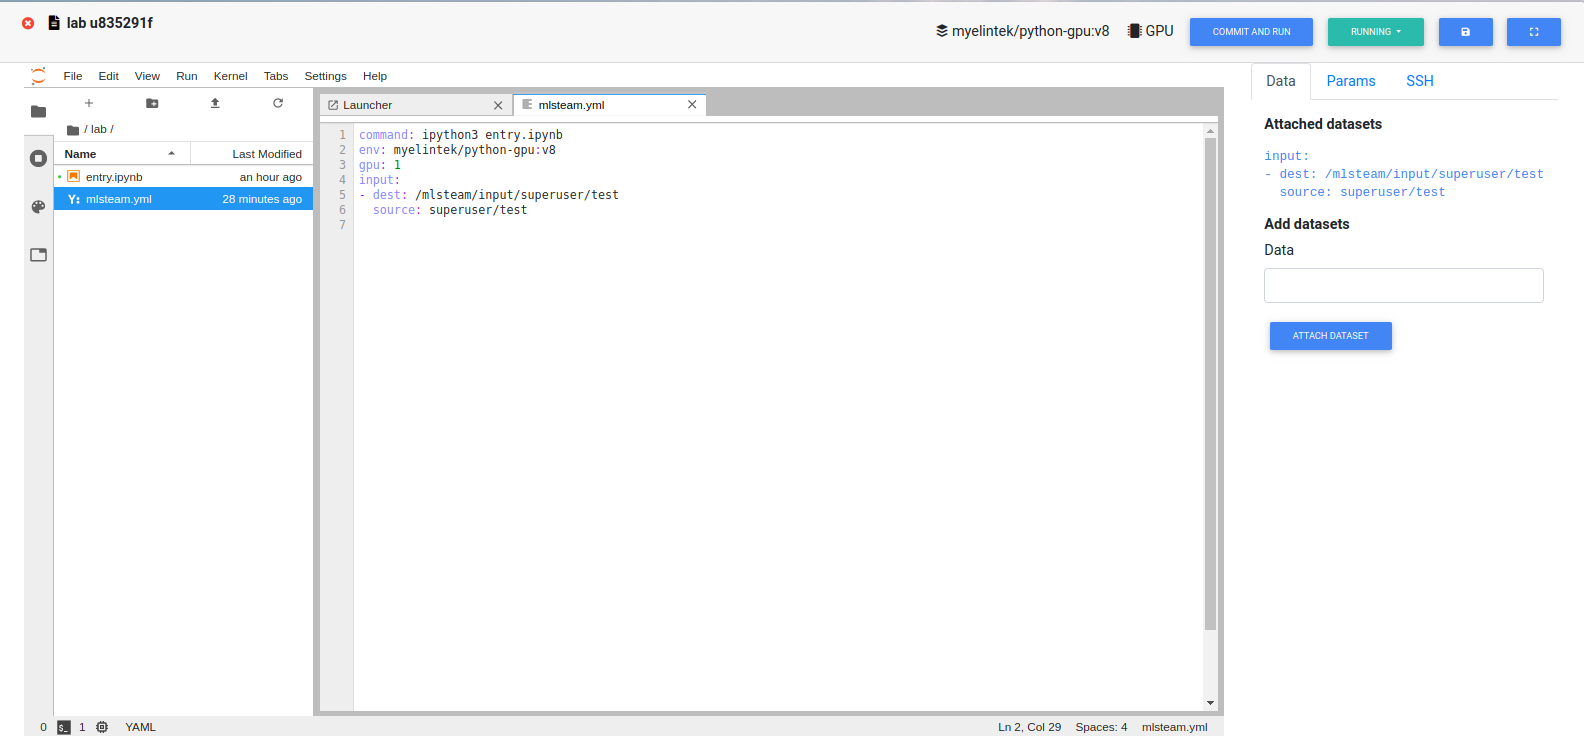 lab u835291f
myelintek/python-gpu:v8 GPU COMMIT AND RUN RUNNING
File Edit View Run Kernel Tabs Settings Help
/ lab /
Name Last Modified
entry.ipynb an hour ago
Y: mlsteam.yml 28 minutes ago
Launcher mlsteam.yml
1 command: ipython3 entry.ipynb
2 env: myelintek/python-gpu:v8
3 gpu: 1
4 input:
5 - dest: /mlsteam/input/superuser/test
6 source: superuser/test
7
Data Params SSH
Attached datasets
input:
- dest: /mlsteam/input/superuser/test
source: superuser/test
Add datasets
Data
ATTACH DATASET
0 $_ 1 YAML Ln 2, Col 29 Spaces: 4 mlsteam.yml